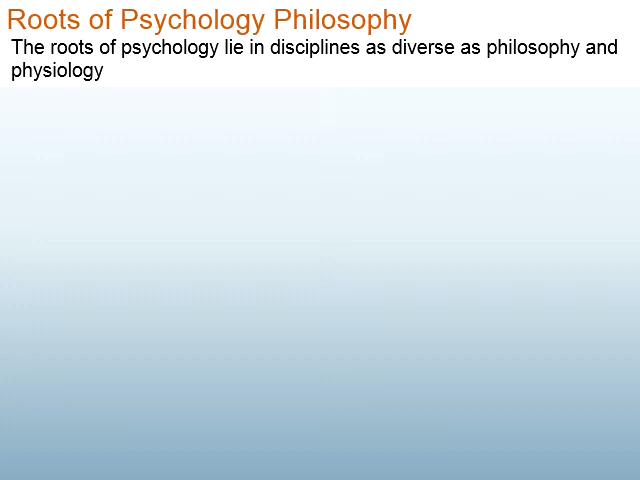 Roots of Psychology Philosophy
The roots of psychology lie in disciplines as diverse as philosophy and
physiology